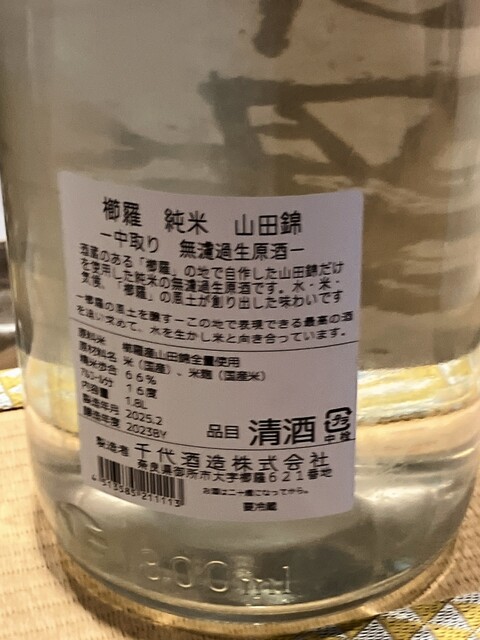 櫛羅 純米 山田錦
ー中取り 無濾過生原酒ー
酒蔵のある「櫛羅」の地で自作した山田錦だけ
を使用した純米の無濾過生原酒です。水・米・
気候、「櫛羅」の風土が創り出した味わいです
ー櫛羅の風土を醸すーこの地で表現できる最高の酒
を追い求めて、水を生かし米と向き合っています。
原料米 櫛羅産山田錦全量使用
原材料名 米（国産）、米麹（国産米）
精米歩合 66%
アルコール分 16度
内容量 1.8L
製造年月 2025.2
醸造年度 2023BY
品目 清酒 プラ
中栓
製造者 千代酒造株式会社
奈良県御所市大字櫛羅621番地
4513585211113
お酒は二十歳になってから。
要冷蔵
1800ml